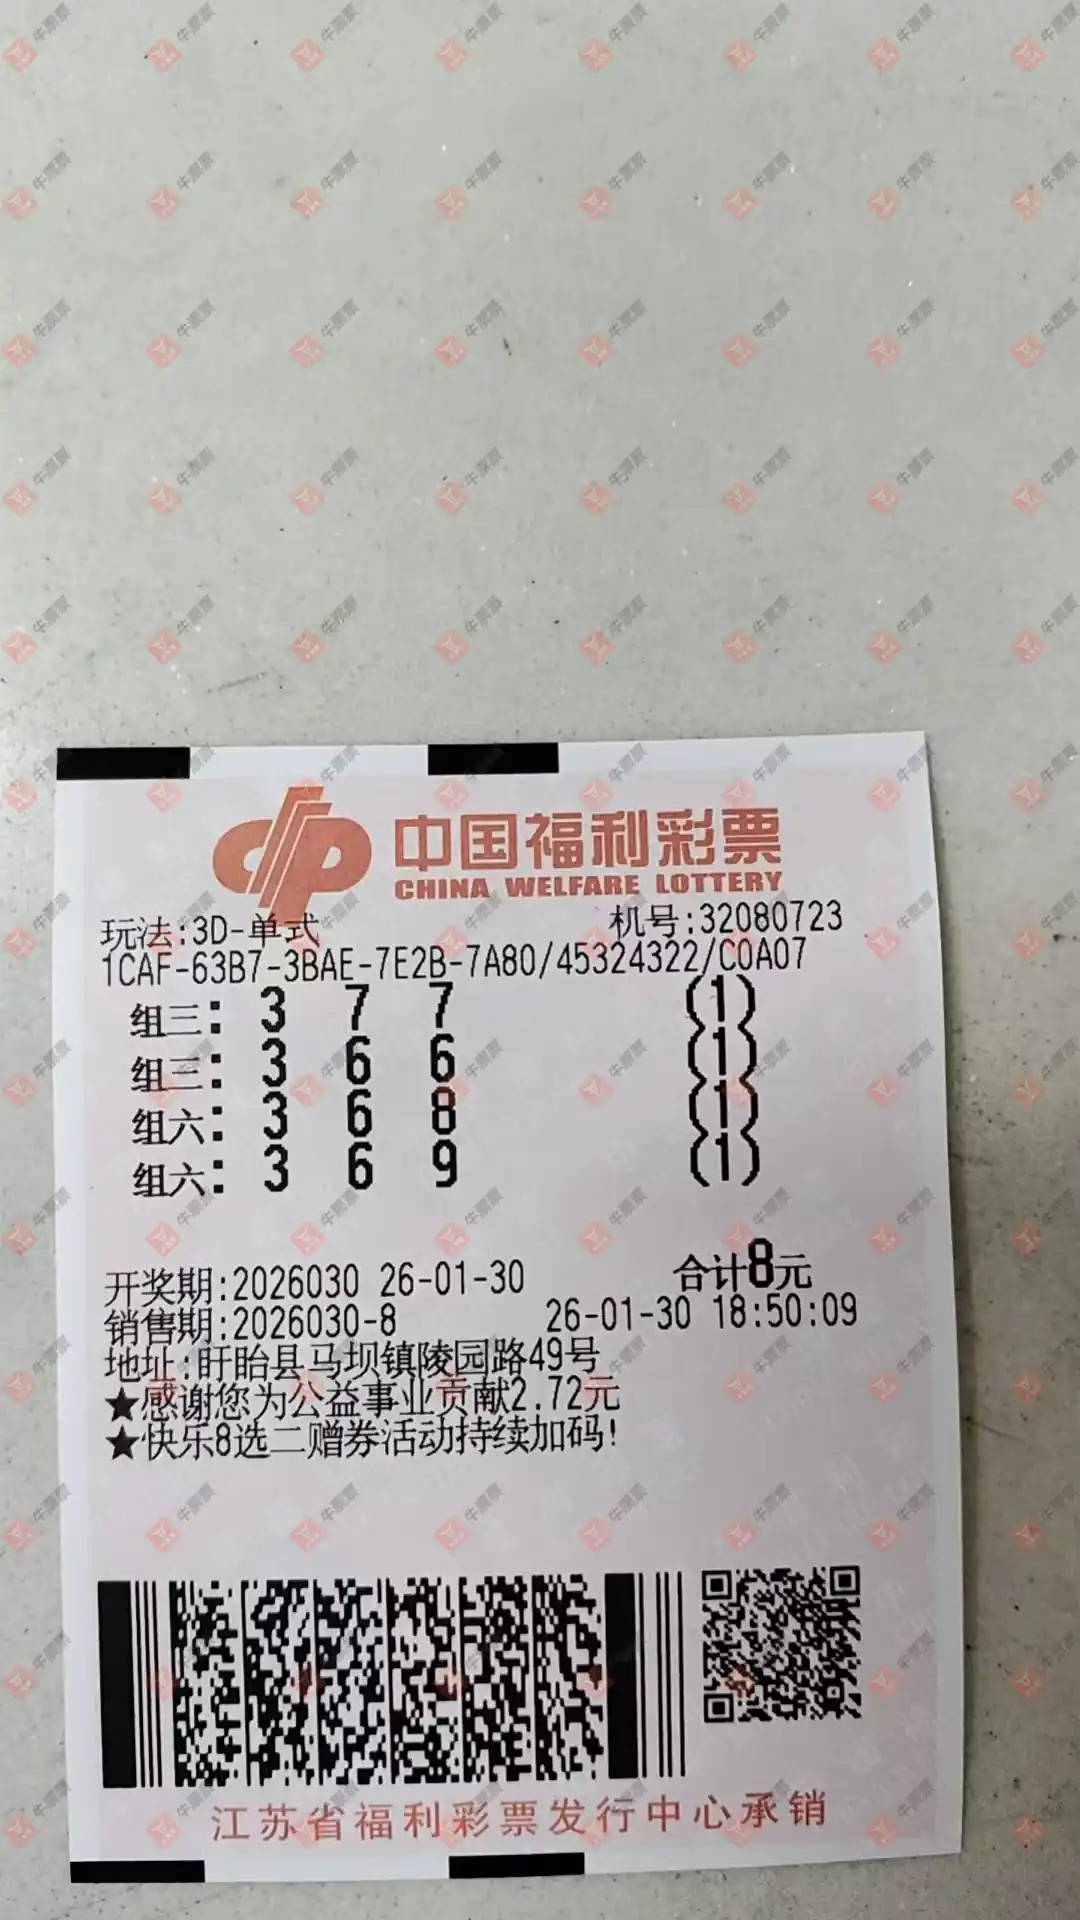 中国福利彩票
CHINA WELFARE LOTTERY
玩法:3D-单式 机号:32080723
1CAF-63B7-3BAE-7E2B-7A80/45324322/C0A07
组三: 3 7 7 (1)
组三: 3 6 6 (1)
组六: 3 6 8 (1)
组六: 3 6 9 (1)
开奖期:2026030 26-01-30 合计8元
销售期:2026030-8 26-01-30 18:50:09
地址:盱眙县马坝镇陵园路49号
★感谢您为公益事业贡献2.72元
★快乐8选二赠券活动持续加码!
江苏省福利彩票发行中心承销
牛票票